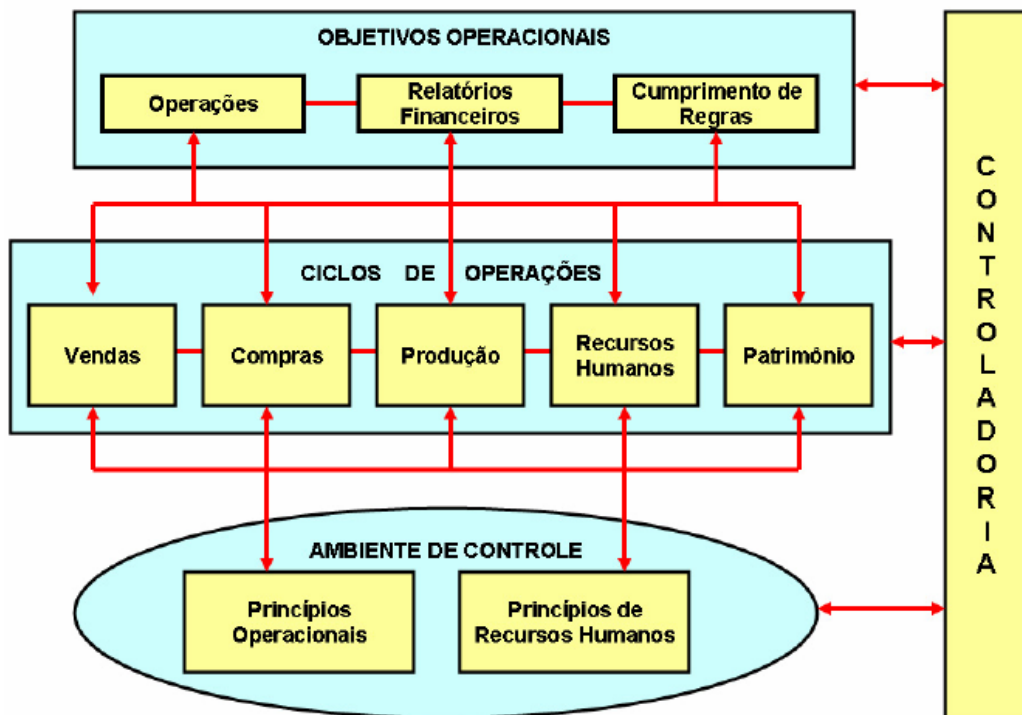 OBJETIVOS OPERACIONAIS
Operações
Relatórios
Financeiros
Cumprimento de
Regras
CICLOS DE OPERAÇÕES
Vendas
Compras
Produção
Recursos
Humanos
Patrimônio
AMBIENTE DE CONTROLE
Princípios
Operacionais
Princípios de
Recursos Humanos
C
O
N
T
R
O
L
A
D
O
R
I
A